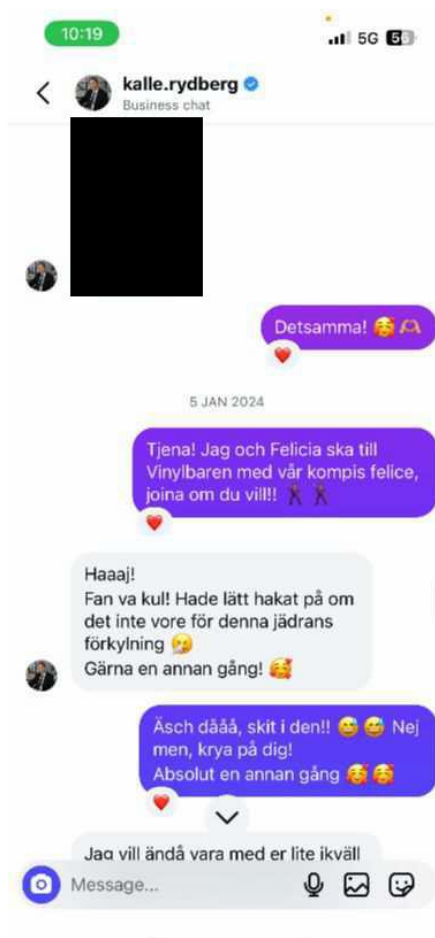 10:19
5G 56
kalle.rydberg
Business chat
Detsamma! 🥰🫶
5 JAN 2024
Tjena! Jag och Felicia ska till
Vinylbaren med vår kompis felice,
joina om du vill!! 🕺🕺
Haaaj!
Fan va kul! Hade lätt hakat på om
det inte vore för denna jädrans
förkylning 🤧
Gärna en annan gång! 🥰
Äsch dååå, skit i den!! 😅😅 Nej
men, krya på dig!
Absolut en annan gång 🥰🥰
Jag vill ändå vara med er lite ikväll
Message...